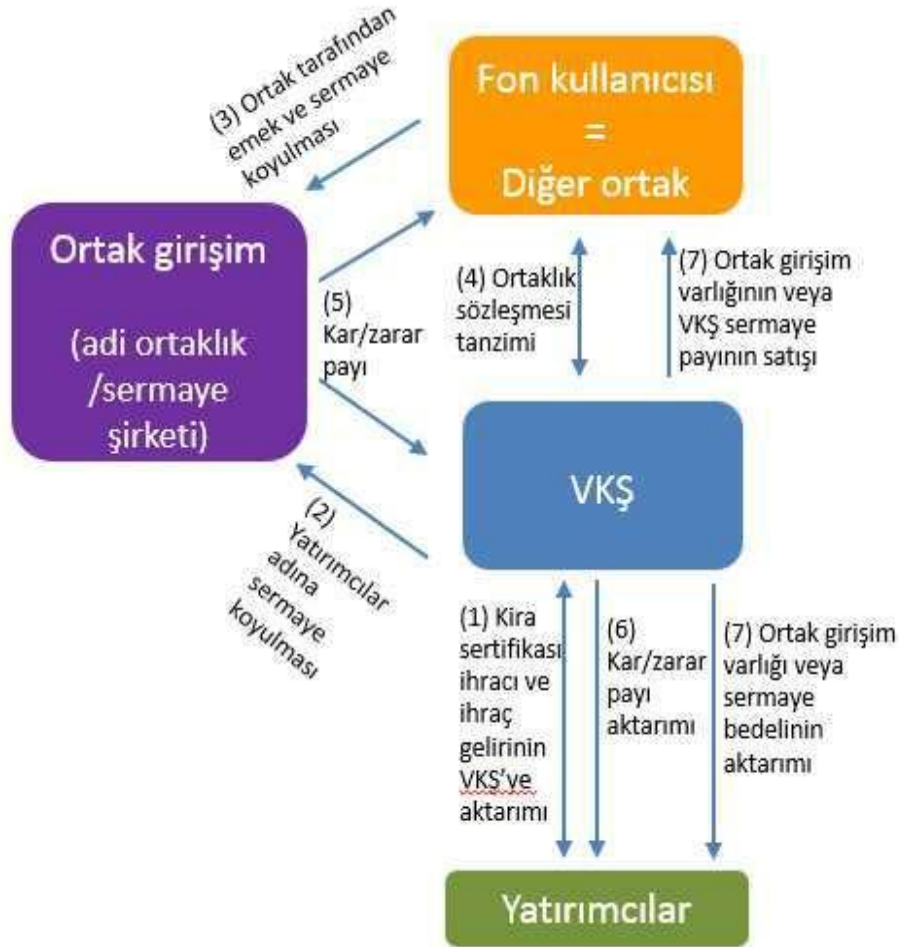 Fon kullanıcısı
=
Diğer ortak
(3) Ortak tarafından
emek ve sermaye
koyulması
Ortak girişim
(adi ortaklık
/sermaye
şirketi)
(5)
Kar/zarar
payı
(4) Ortaklık
sözleşmesi
tanzimi
(7) Ortak girişim
varlığının veya
VKŞ sermaye
payının satışı
VKŞ
(2)
Yatırımcılar
adına
sermaye
koyulması
(1) Kira
sertifikası
ihracı ve
ihraç
gelirinin
VKŞ'ye
aktarımı
(6)
Kar/zarar
payı
aktarımı
(7) Ortak girişim
varlığı veya
sermaye
bedelinin
aktarımı
Yatırımcılar